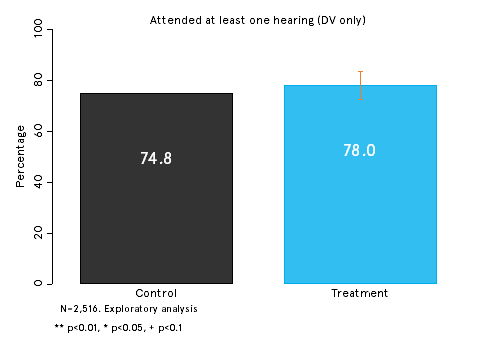 Attended at least one hearing (DV only)
Percentage
100
80
60
40
20
0
74.8
78.0
Control
Treatment
N=2,516. Exploratory analysis
** p<0.01, * p<0.05, + p<0.1